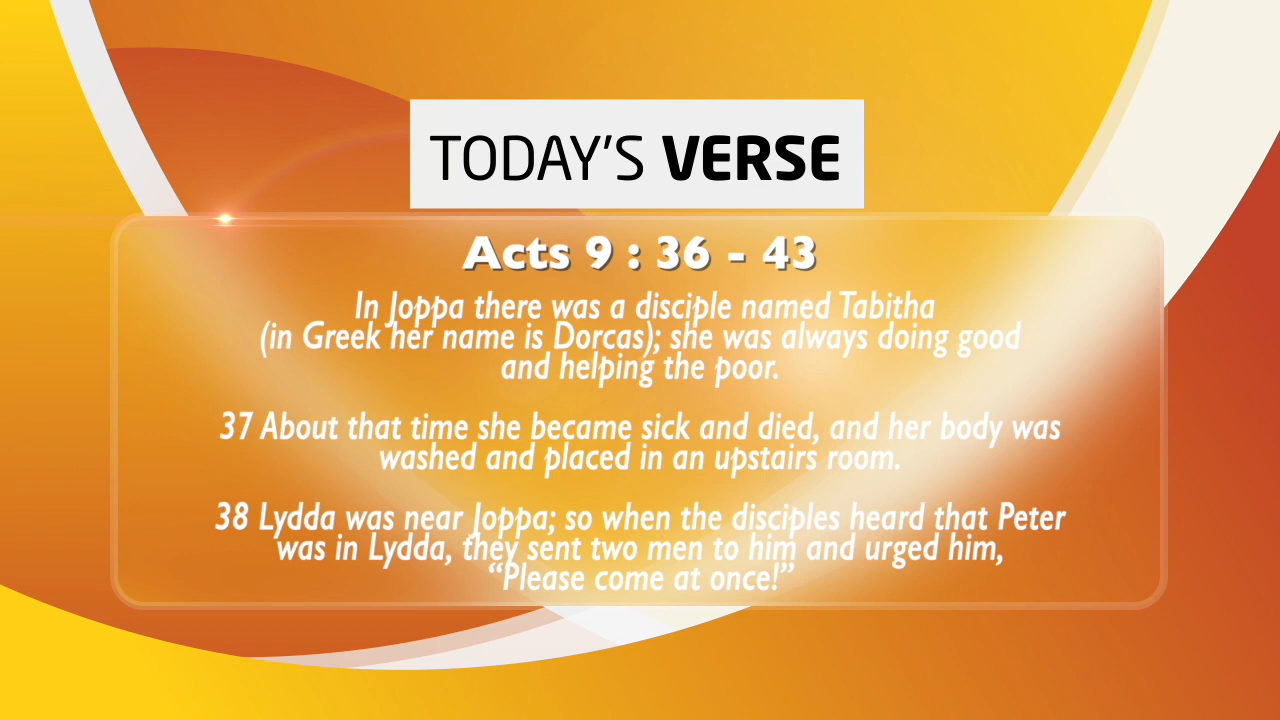 TODAY'S VERSE
Acts 9 : 36 - 43
In Joppa there was a disciple named Tabitha
(in Greek her name is Dorcas); she was always doing good
and helping the poor.
37 About that time she became sick and died, and her body was
washed and placed in an upstairs room.
38 Lydda was near Joppa; so when the disciples heard that Peter
was in Lydda, they sent two men to him and urged him,
“Please come at once!”